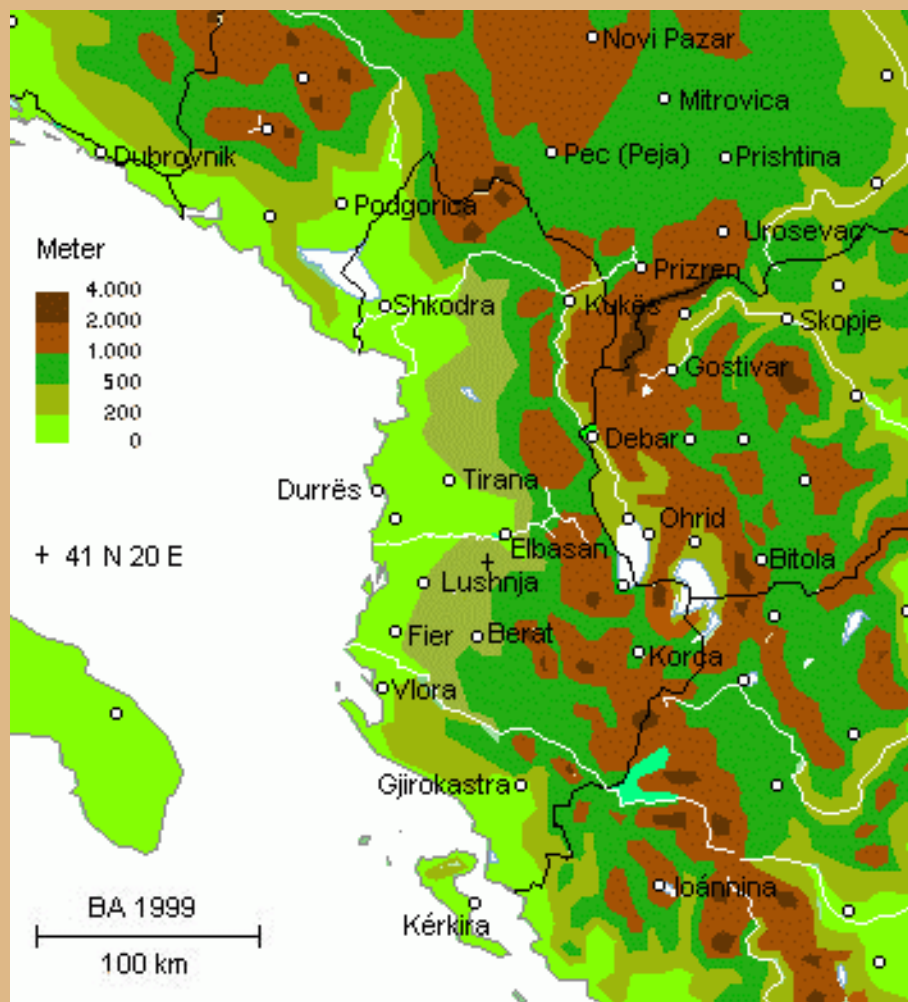 Novi Pazar
Mitrovica
Dubrovnik
Pec (Peja)
Prishtina
Podgorica
Urosevac
Meter
4.000
2.000
1.000
500
200
0
Prizren
Shkodra
Kukës
Skopje
Gostivar
Debar
Durrës
Tirana
Ohrid
+ 41 N 20 E
Elbasan
Bitola
Lushnja
Fier
Berat
Korça
Vlora
Gjirokastra
Ioánnina
BA 1999
Kérkira
100 km